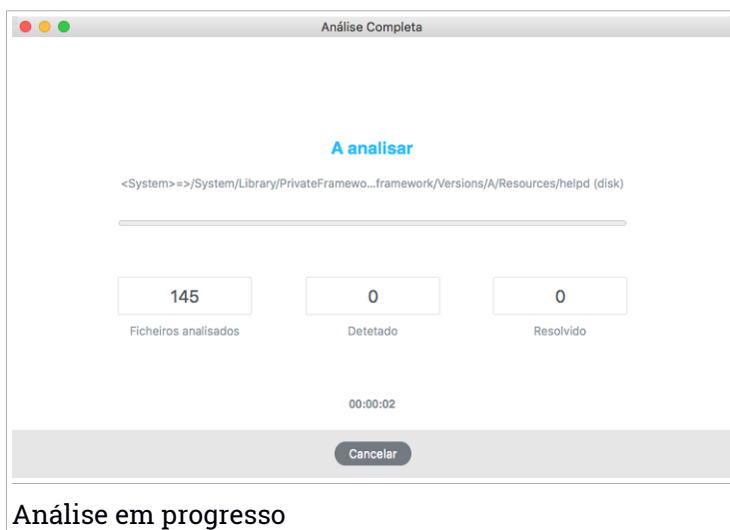 Análise Completa
A analisar
<System>=>/System/Library/PrivateFramewo...framework/Versions/A/Resources/helpd (disk)
145
0
0
Ficheiros analisados
Detetado
Resolvido
00:00:02
Cancelar
Análise em progresso